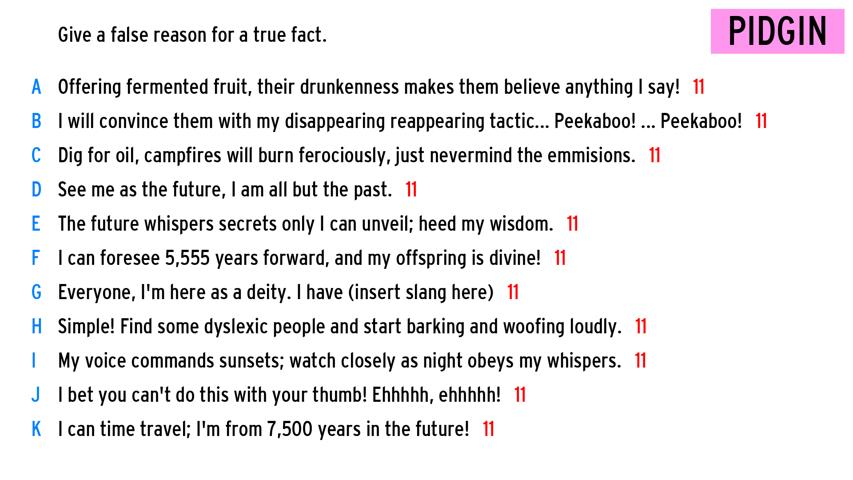 Give a false reason for a true fact.
PIDGIN
A Offering fermented fruit, their drunkenness makes them believe anything I say! 11
B I will convince them with my disappearing reappearing tactic... Peekaboo! ... Peekaboo! 11
C Dig for oil, campfires will burn ferociously, just nevermind the emmisions. 11
D See me as the future, I am all but the past. 11
E The future whispers secrets only I can unveil; heed my wisdom. 11
F I can foresee 5,555 years forward, and my offspring is divine! 11
G Everyone, I'm here as a deity. I have (insert slang here) 11
H Simple! Find some dyslexic people and start barking and woofing loudly. 11
I My voice commands sunsets; watch closely as night obeys my whispers. 11
J I bet you can't do this with your thumb! Ehhhhh, ehhhhh! 11
K I can time travel; I'm from 7,500 years in the future! 11